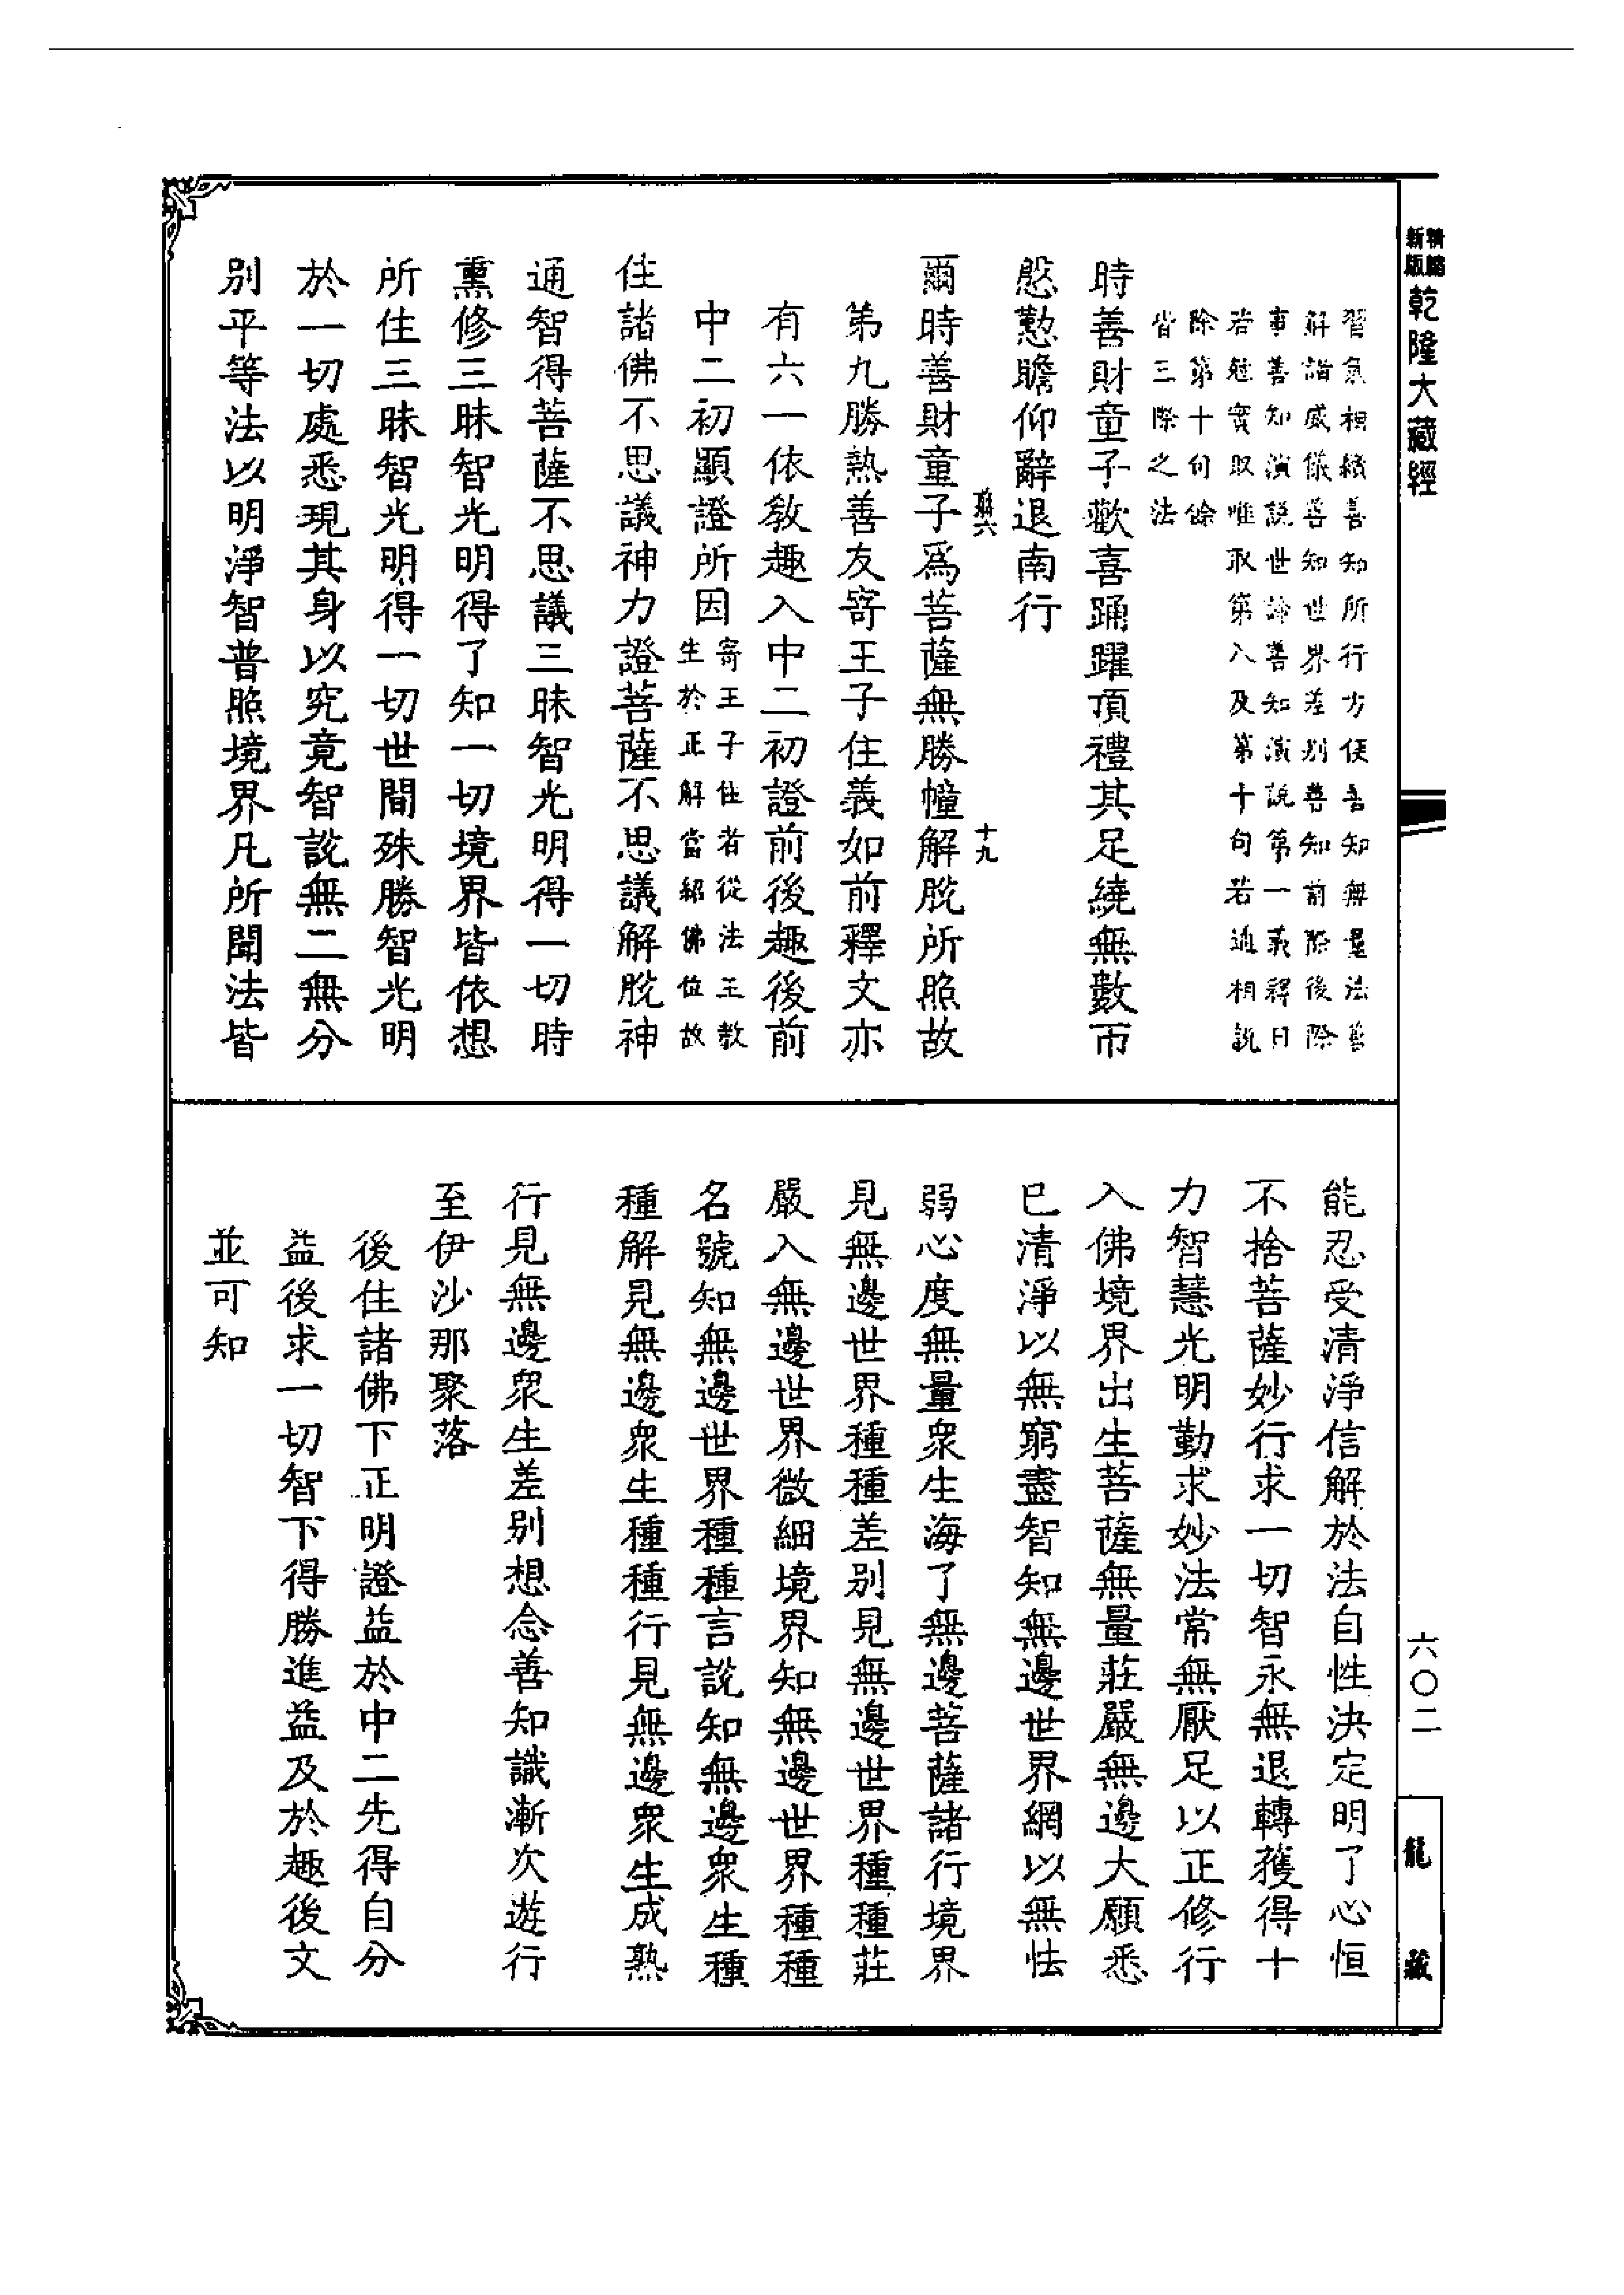 新版
精縮
乾隆大藏經
習氣相續善知所行方便善知無量法善
解諸威儀善知世界差別善知前際後際
事善知演說世諦善知演說第一義釋曰
若尅實取唯取第八及第十句若通相說
除第十句餘
皆三際之法
時善財童子歡喜踊躍頂禮其足繞無數帀
慇懃瞻仰辭退南行
十九
爾時善財童子爲菩薩無勝幢解脫所照故
第九勝熱善友寄王子住義如前釋文亦
有六一依教趣入中二初證前後趣後前
中二初顯證所因
寄王子住者從法王教
生於正解當紹佛位故
住諸佛不思議神力證菩薩不思議解脫神
通智得菩薩不思議三昧智光明得一切時
熏修三昧智光明得了知一切境界皆依想
所住三昧智光明得一切世間殊勝智光明
於一切處悉現其身以究竟智說無二無分
別平等法以明淨智普照境界凡所聞法皆
能忍受清淨信解於法自性決定明了心恒
不捨菩薩妙行求一切智永無退轉獲得十
力智慧光明勤求妙法常無厭足以正修行
入佛境界出生菩薩無量莊嚴無邊大願悉
已清淨以無窮盡智知無邊世界網以無怯
弱心度無量眾生海了無邊菩薩諸行境界
見無邊世界種種差別見無邊世界種種莊
嚴入無邊世界微細境界知無邊世界種種
名號知無邊世界種種言說知無邊眾生種
種解見無邊眾生種種行見無邊眾生成熟
行見無邊眾生差別想念善知識漸次遊行
至伊沙那聚落
後住諸佛下正明證益於中二先得自分
益後求一切智下得勝進益及於趣後文
並可知
六〇二
龍藏